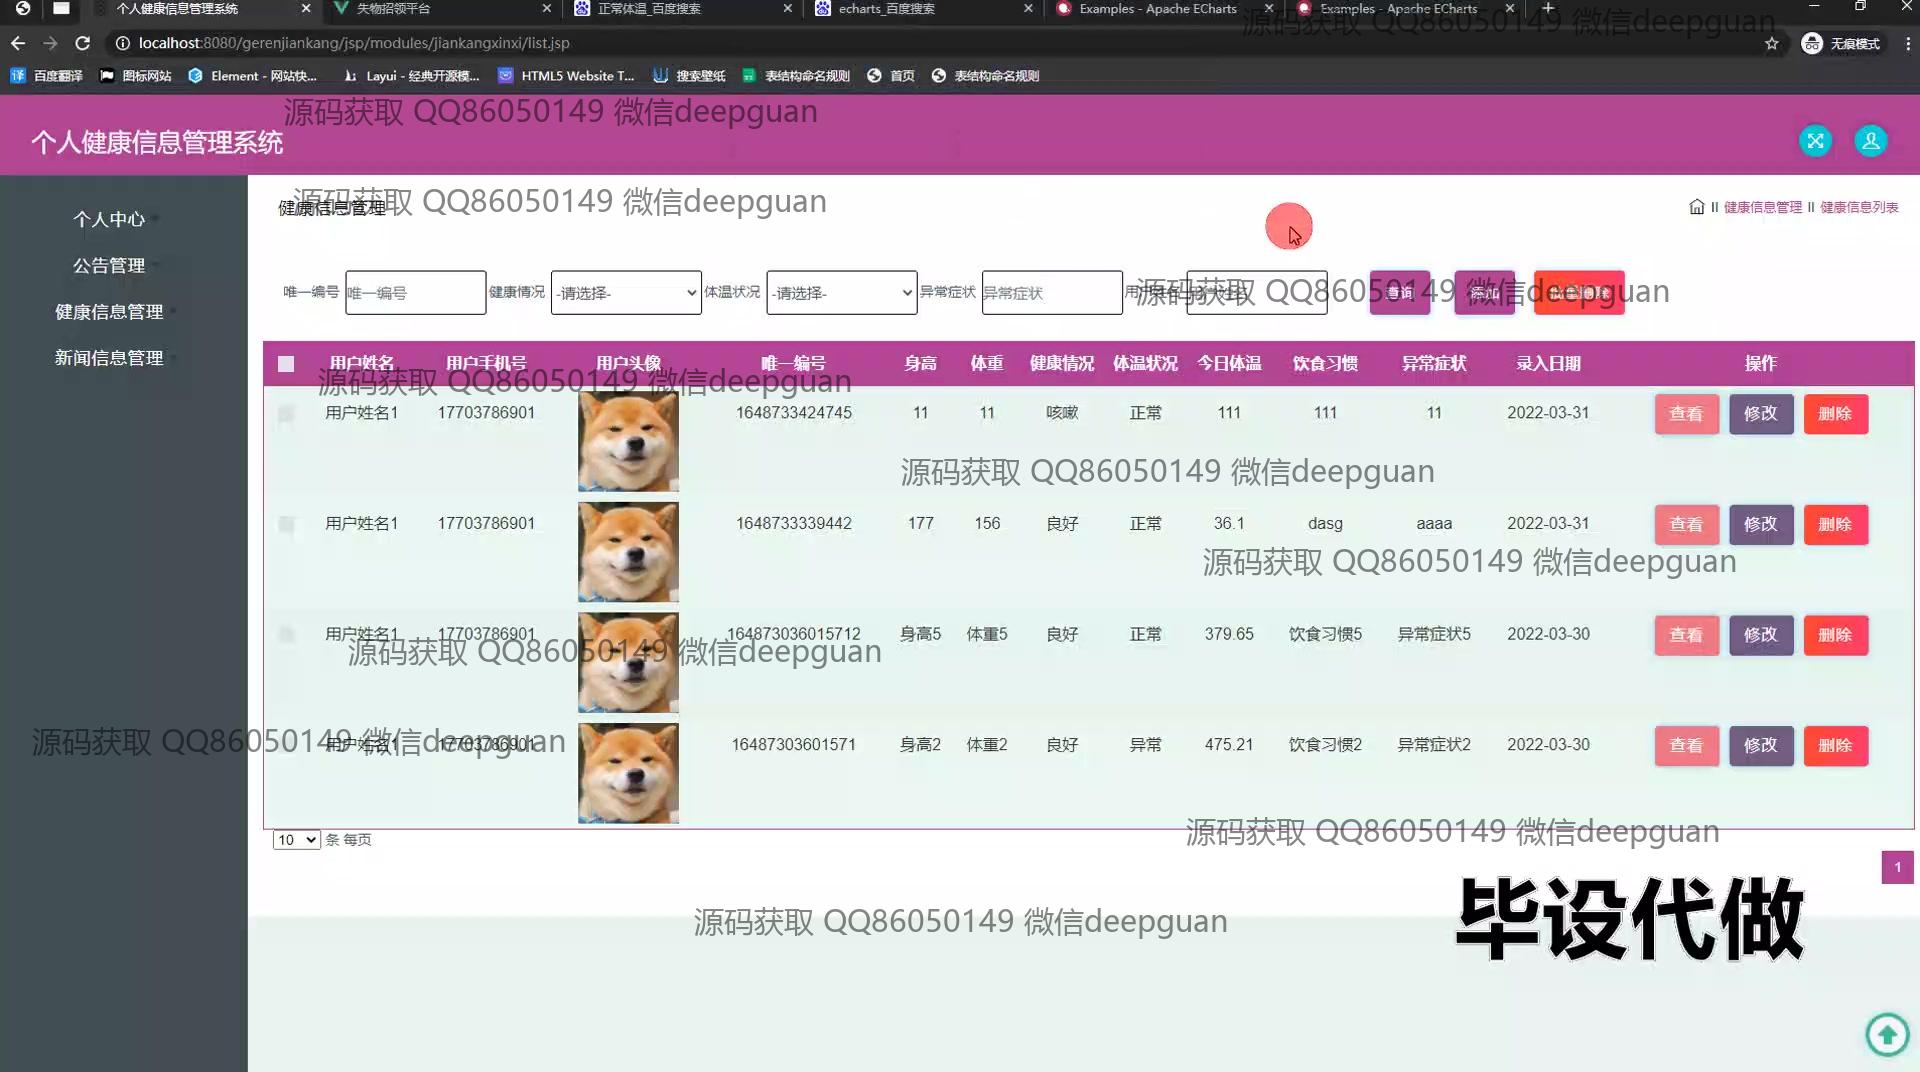 个人健康信息管理系统
失物招领平台
正常体温_百度搜索
echarts_百度搜索
Examples - Apache ECharts
Examples - Apache ECharts
源码获取 QQ86050149 微信deepguan
localhost:8080/gerenjiankang/jsp/modules/jiankangxinxi/list.jsp
无痕模式
百度翻译
图标网站
Element - 网站快...
Layui - 经典开源模...
HTML5 Website T...
搜索壁纸
表结构命名规则
首页
表结构命名规则
源码获取 QQ86050149 微信deepguan
个人健康信息管理系统
个人中心
公告管理
健康信息管理
新闻信息管理
健康信息管理
源码获取 QQ86050149 微信deepguan
II 健康信息管理 II 健康信息列表
唯一编号 唯一编号 健康情况 -请选择- 体温状况 -请选择- 异常症状 异常症状
查询 添加 批量删除
源码获取 QQ86050149 微信deepguan
用户姓名 用户手机号 用户头像 唯一编号 身高 体重 健康情况 体温状况 今日体温 饮食习惯 异常症状 录入日期 操作
源码获取 QQ86050149 微信deepguan
用户姓名1 17703786901 1648733424745 11 11 咳嗽 正常 111 111 11 2022-03-31 查看 修改 删除
源码获取 QQ86050149 微信deepguan
用户姓名1 17703786901 1648733339442 177 156 良好 正常 36.1 dasg aaaa 2022-03-31 查看 修改 删除
源码获取 QQ86050149 微信deepguan
用户姓名1 17703786901 164873036015712 身高5 体重5 良好 正常 379.65 饮食习惯5 异常症状5 2022-03-30 查看 修改 删除
源码获取 QQ86050149 微信deepguan
用户姓名1 17703786901 16487303601571 身高2 体重2 良好 异常 475.21 饮食习惯2 异常症状2 2022-03-30 查看 修改 删除
源码获取 QQ86050149 微信deepguan
10 条 每页
源码获取 QQ86050149 微信deepguan
1
毕设代做
源码获取 QQ86050149 微信deepguan